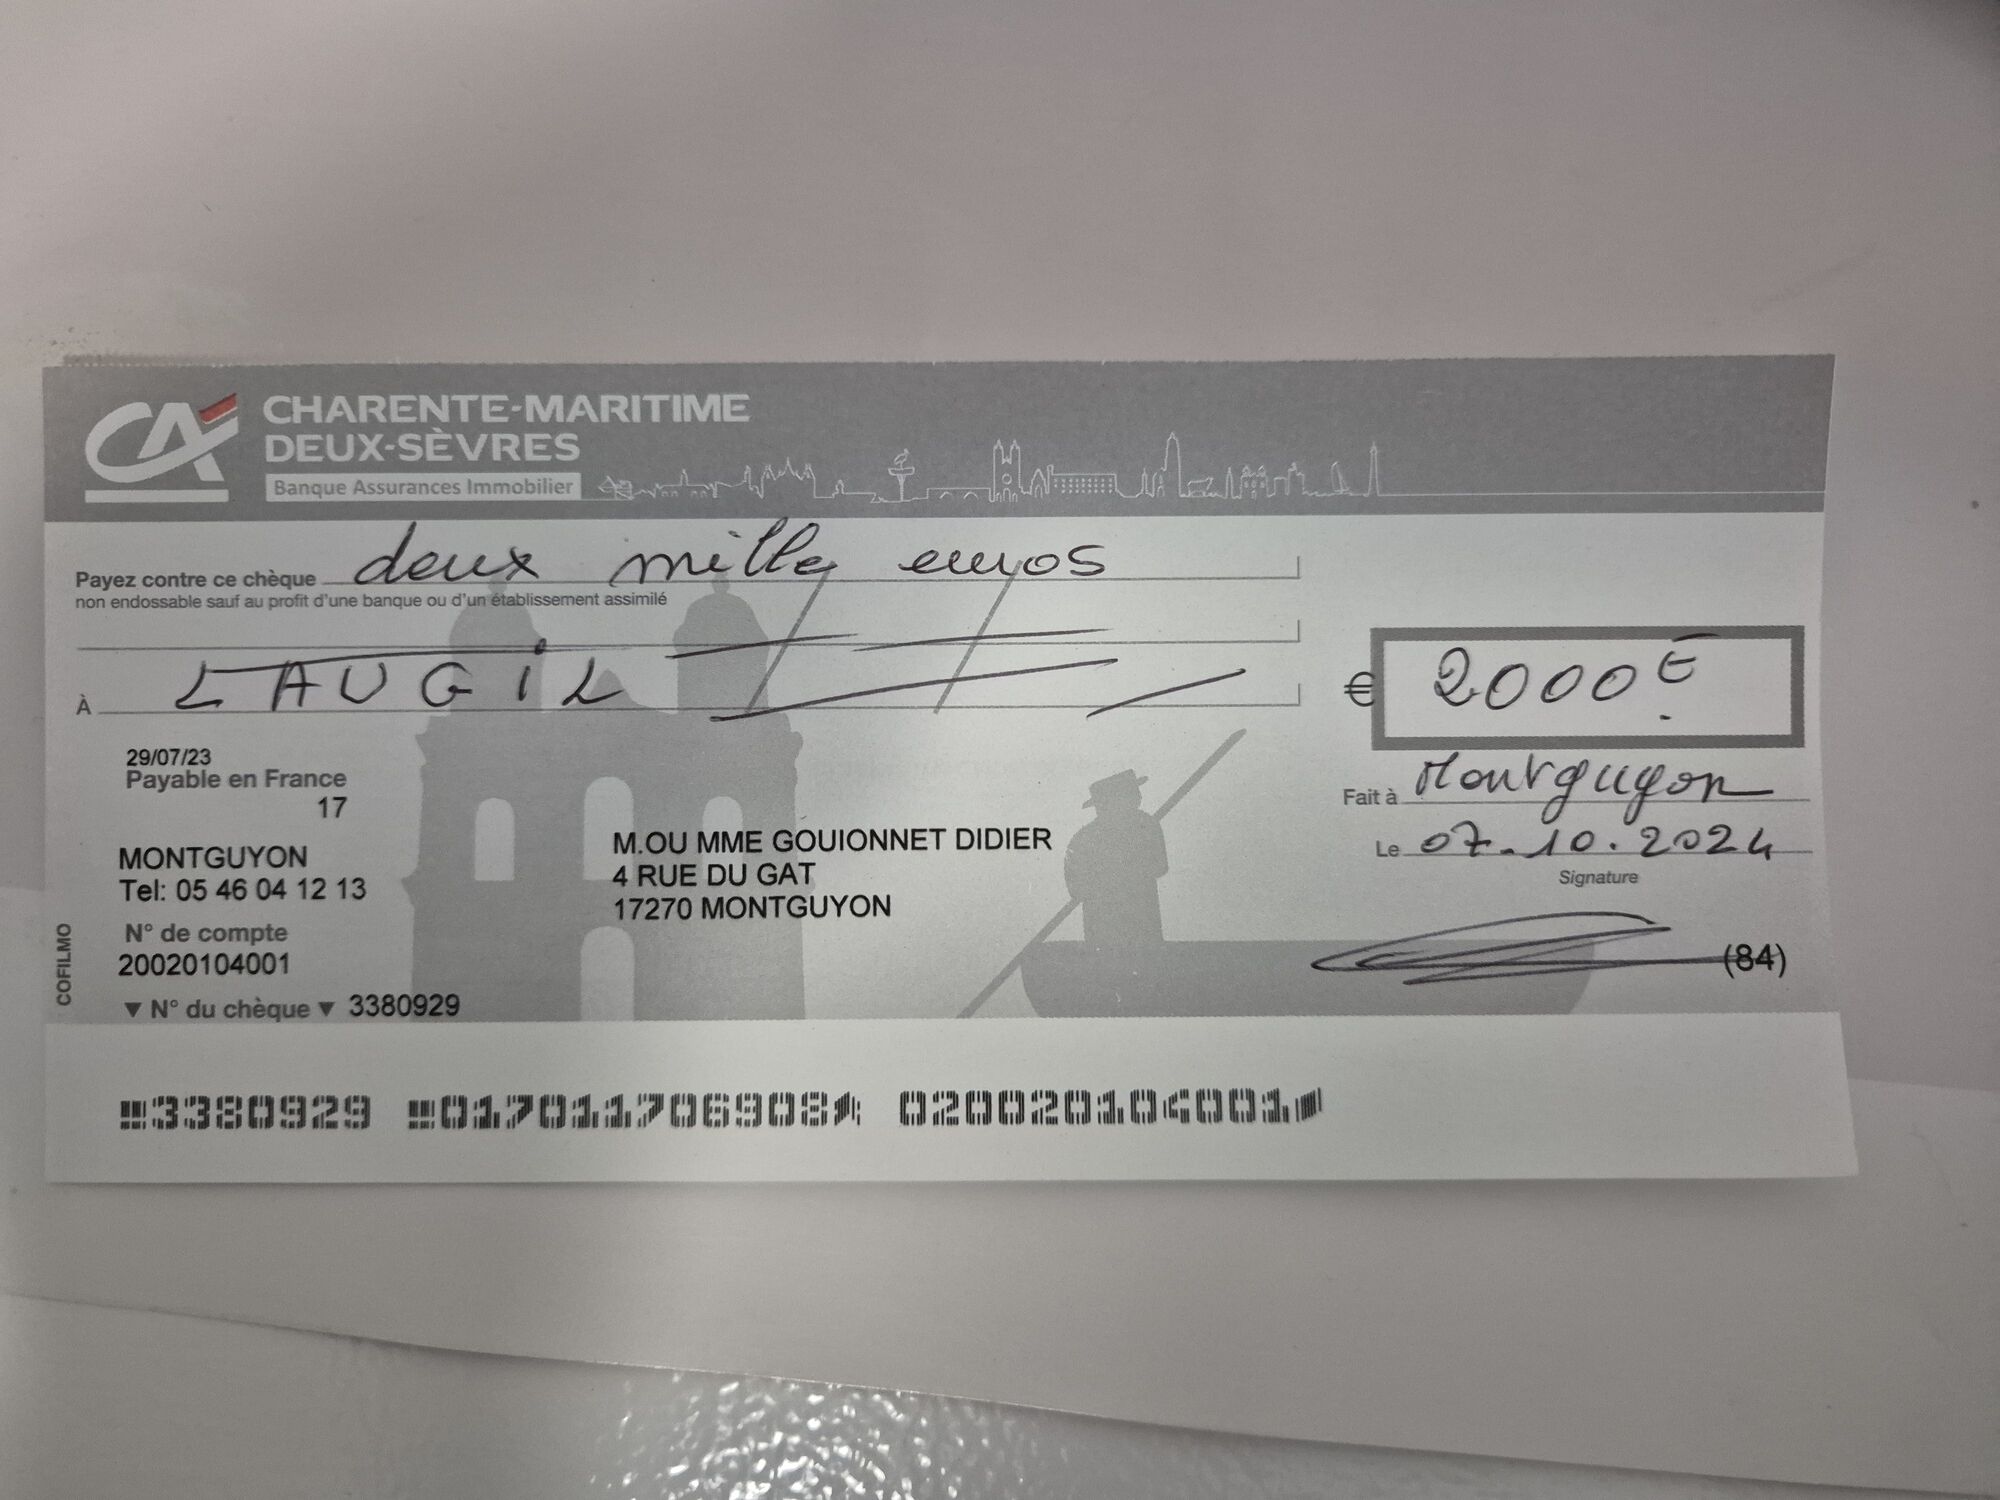 CA CHARENTE-MARITIME
DEUX-SÈVRES
Banque Assurances Immobilier
Payez contre ce chèque deux mille euros
non endossable sauf au profit d'une banque ou d'un établissement assimilé
À LAUGIL
€ 2000€
29/07/23
Payable en France
17
Fait à Montguyon
Le 07.10.2024
Signature
MONTGUYON
Tel: 05 46 04 12 13
M.OU MME GOUIONNET DIDIER
4 RUE DU GAT
17270 MONTGUYON
N° de compte
20020104001
(84)
COFILMO
▼ N° du chèque ▼ 3380929
3380929 017011706908 020020104001